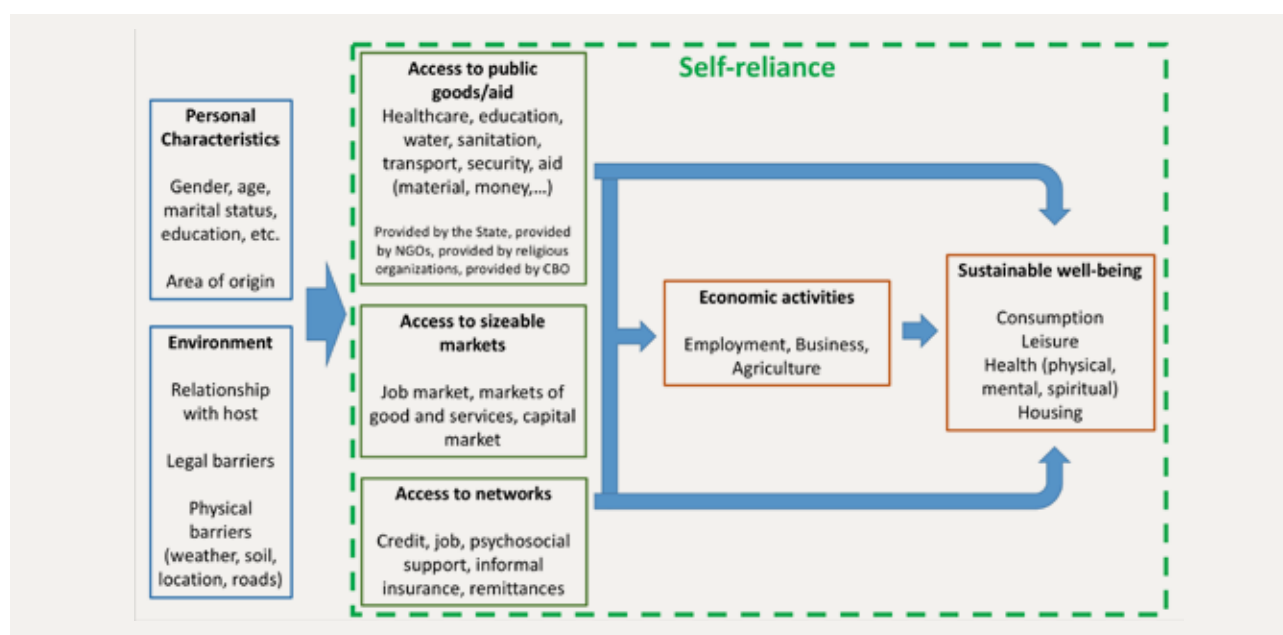 Self-reliance
Personal
Characteristics
Gender, age,
marital status,
education, etc.
Area of origin
Environment
Relationship
with host
Legal barriers
Physical
barriers
(weather, soil,
location, roads)
Access to public
goods/aid
Healthcare, education,
water, sanitation,
transport, security, aid
(material, money,...)
Provided by the State, provided
by NGOs, provided by religious
organizations, provided by CBO
Access to sizeable
markets
Job market, markets of
good and services, capital
market
Access to networks
Credit, job, psychosocial
support, informal
insurance, remittances
Economic activities
Employment, Business,
Agriculture
Sustainable well-being
Consumption
Leisure
Health (physical,
mental, spiritual)
Housing